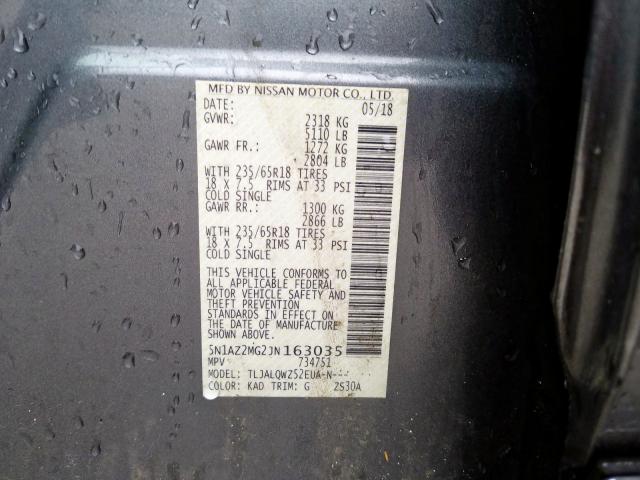 MFD BY NISSAN MOTOR CO., LTD.
DATE: 05/18
GVWR: 2318 KG
5110 LB
GAWR FR.: 1272 KG
2804 LB
WITH 235/65R18 TIRES
18 X 7.5 RIMS AT 33 PSI
COLD SINGLE
GAWR RR.: 1300 KG
2866 LB
WITH 235/65R18 TIRES
18 X 7.5 RIMS AT 33 PSI
COLD SINGLE
THIS VEHICLE CONFORMS TO
ALL APPLICABLE FEDERAL
MOTOR VEHICLE SAFETY AND
THEFT PREVENTION
STANDARDS IN EFFECT ON
THE DATE OF MANUFACTURE
SHOWN ABOVE.
5N1AZ2MG2JN163035
MPV 734751
MODEL: TLJALQWZ52EUA-N---
COLOR: KAD TRIM: G 2S30A